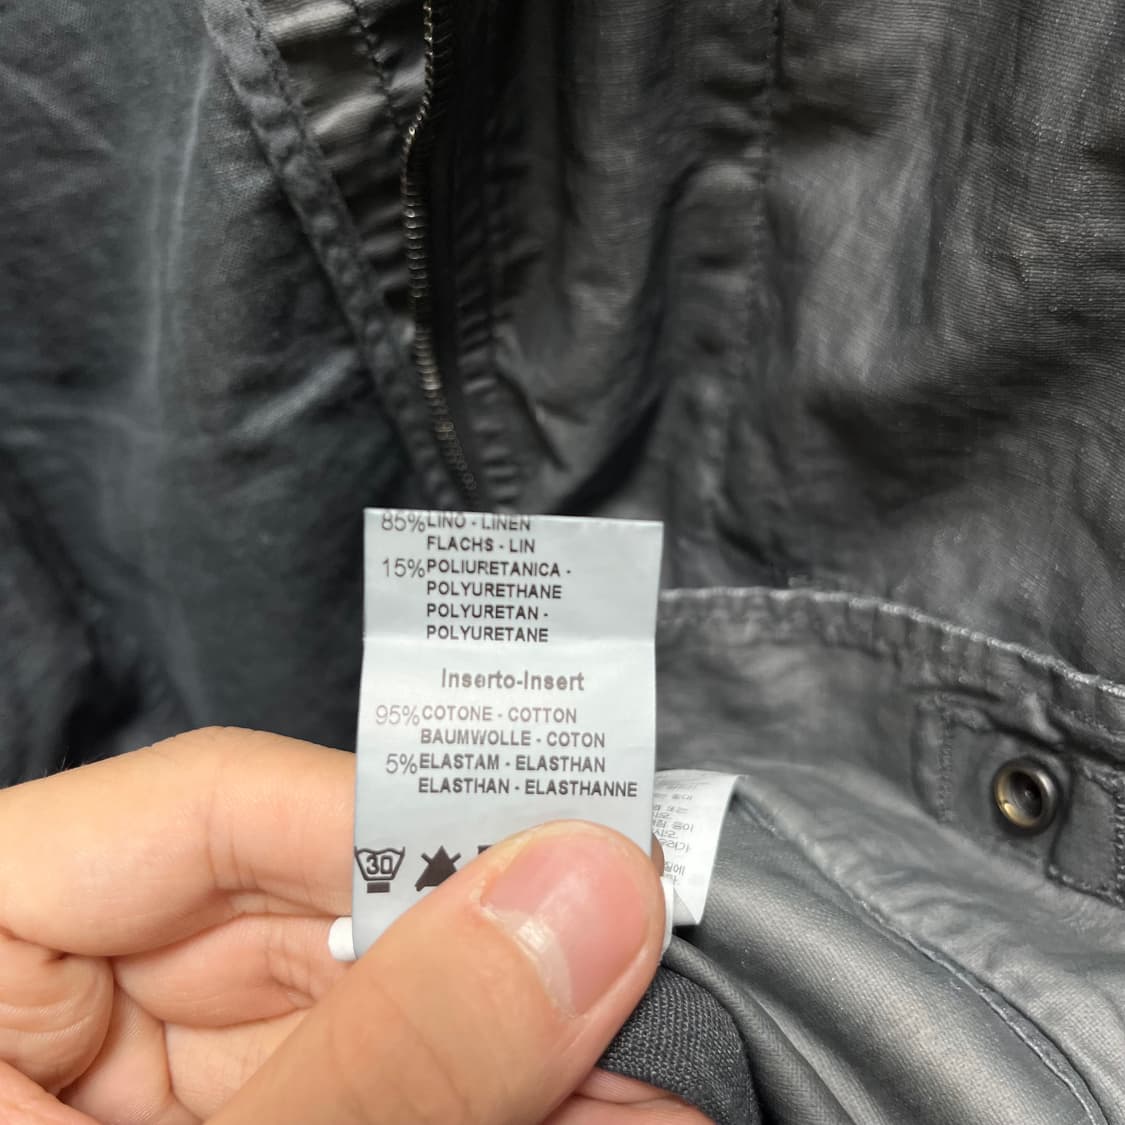 85% LINO - LINEN
FLACHS - LIN
15% POLIURETANICA -
POLYURETHANE
POLYURETAN -
POLYURETANE
Inserto-Insert
95% COTONE - COTTON
BAUMWOLLE - COTON
5% ELASTAM - ELASTHAN
ELASTHAN - ELASTHANNE
30